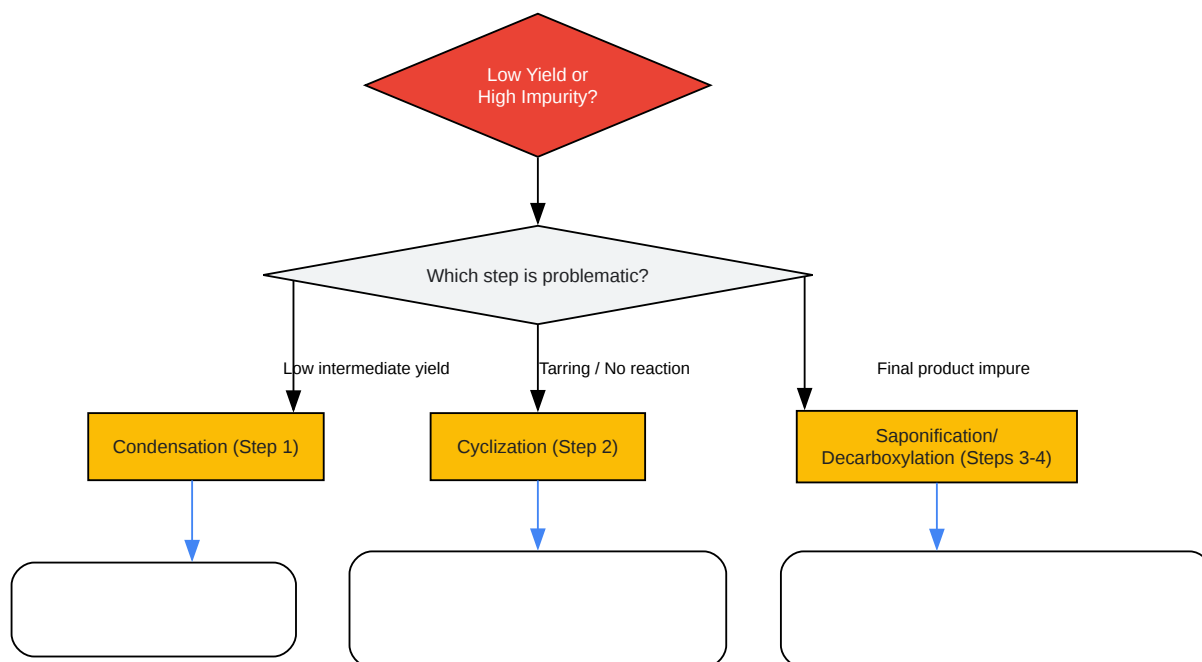 Low Yield or
High Impurity?
Which step is problematic?
Low intermediate yield
Tarring / No reaction
Final product impure
Condensation (Step 1)
Cyclization (Step 2)
Saponification/
Decarboxylation (Steps 3-4)